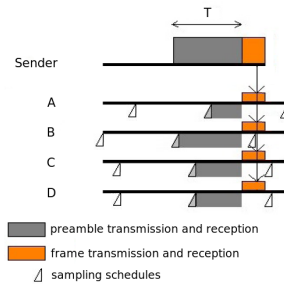 T
Sender
A
B
C
D
preamble transmission and reception
frame transmission and reception
sampling schedules